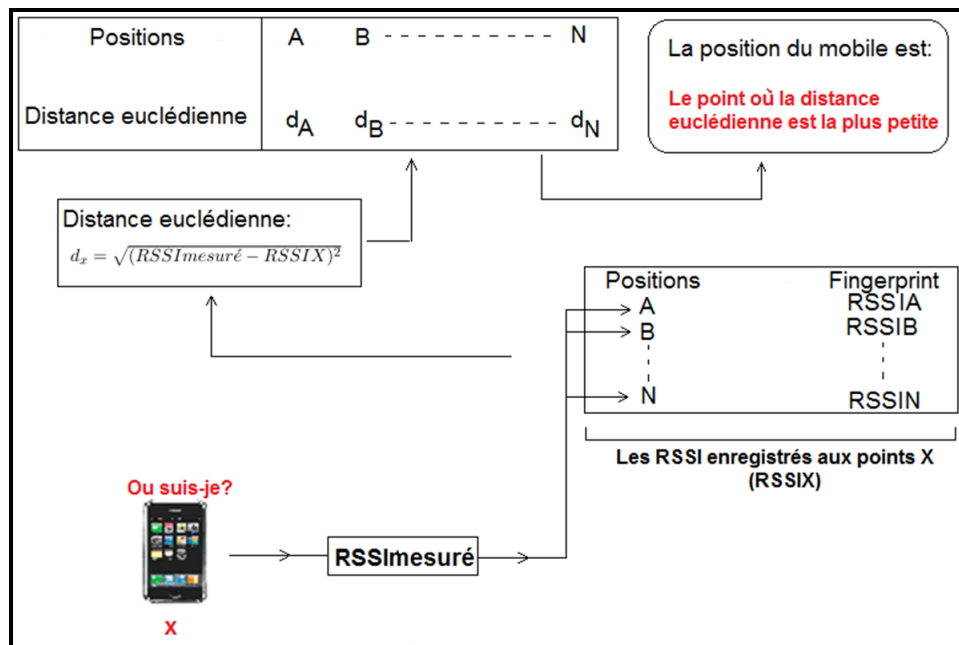 Positions A B - - - - - - - - - - - - - - N
Distance euclédienne dA dB- - - - - - - - - - - - - - dN
La position du mobile est:
Le point où la distance
euclédienne est la plus petite
Distance euclédienne:
dx = √(RSSImesuré − RSSIX)²
Positions Fingerprint
A RSSIA
B RSSIB
N RSSIN
Les RSSI enregistrés aux points X
(RSSIX)
Ou suis-je?
RSSImesuré
X